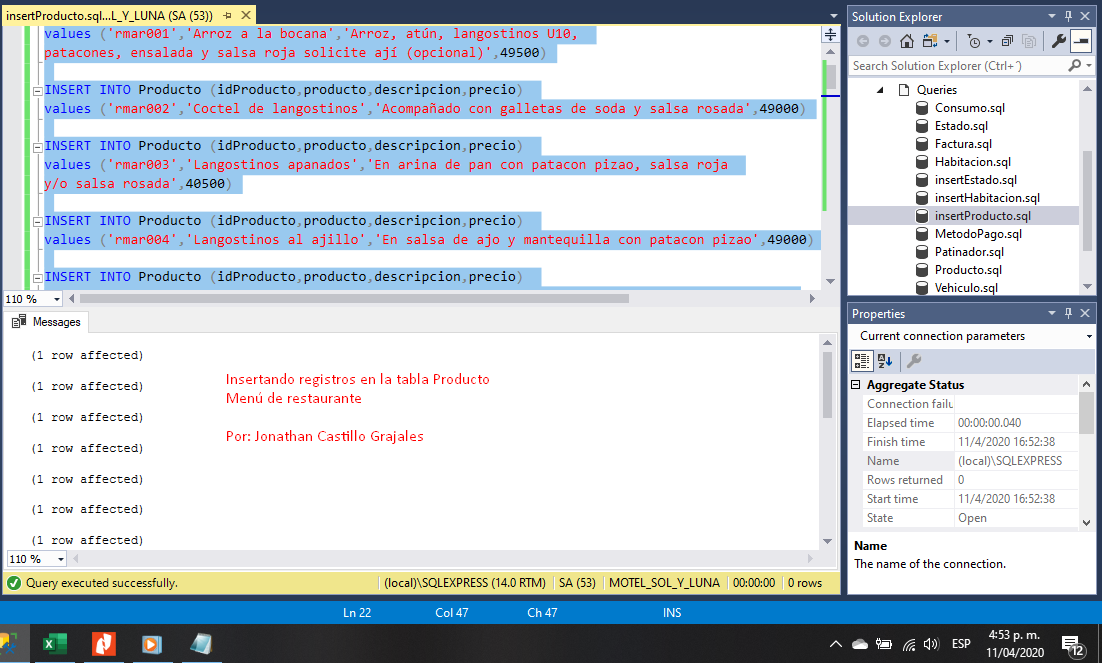 insertProducto.sql...L_Y_LUNA (SA (53))
values ('rmar001','Arroz a la bocana','Arroz, atún, langostinos U10,
patacones, ensalada y salsa roja solicite ají (opcional)',49500)
INSERT INTO Producto (idProducto,producto,descripcion,precio)
values ('rmar002','Coctel de langostinos','Acompañado con galletas de soda y salsa rosada',49000)
INSERT INTO Producto (idProducto,producto,descripcion,precio)
values ('rmar003','Langostinos apanados','En arina de pan con patacon pizao, salsa roja
y/o salsa rosada',40500)
INSERT INTO Producto (idProducto,producto,descripcion,precio)
values ('rmar004','Langostinos al ajillo','En salsa de ajo y mantequilla con patacon pizao',49000)
INSERT INTO Producto (idProducto,producto,descripcion,precio)
110 %
Messages
(1 row affected)
(1 row affected)
(1 row affected)
(1 row affected)
(1 row affected)
(1 row affected)
(1 row affected)
Insertando registros en la tabla Producto
Menú de restaurante
Por: Jonathan Castillo Grajales
110 %
Query executed successfully.
(local)\SQLEXPRESS (14.0 RTM)
SA (53)
MOTEL_SOL_Y_LUNA
00:00:00
0 rows
Solution Explorer
Search Solution Explorer (Ctrl+´)
Queries
Consumo.sql
Estado.sql
Factura.sql
Habitacion.sql
insertEstado.sql
insertHabitacion.sql
insertProducto.sql
MetodoPago.sql
Patinador.sql
Producto.sql
Vehiculo.sql
Properties
Current connection parameters
Aggregate Status
Connection failu
Elapsed time 00:00:00.040
Finish time 11/4/2020 16:52:38
Name (local)\SQLEXPRESS
Rows returned 0
Start time 11/4/2020 16:52:38
State Open
Name
The name of the connection.
Ln 22
Col 47
Ch 47
INS
ESP
4:53 p. m.
11/04/2020
12